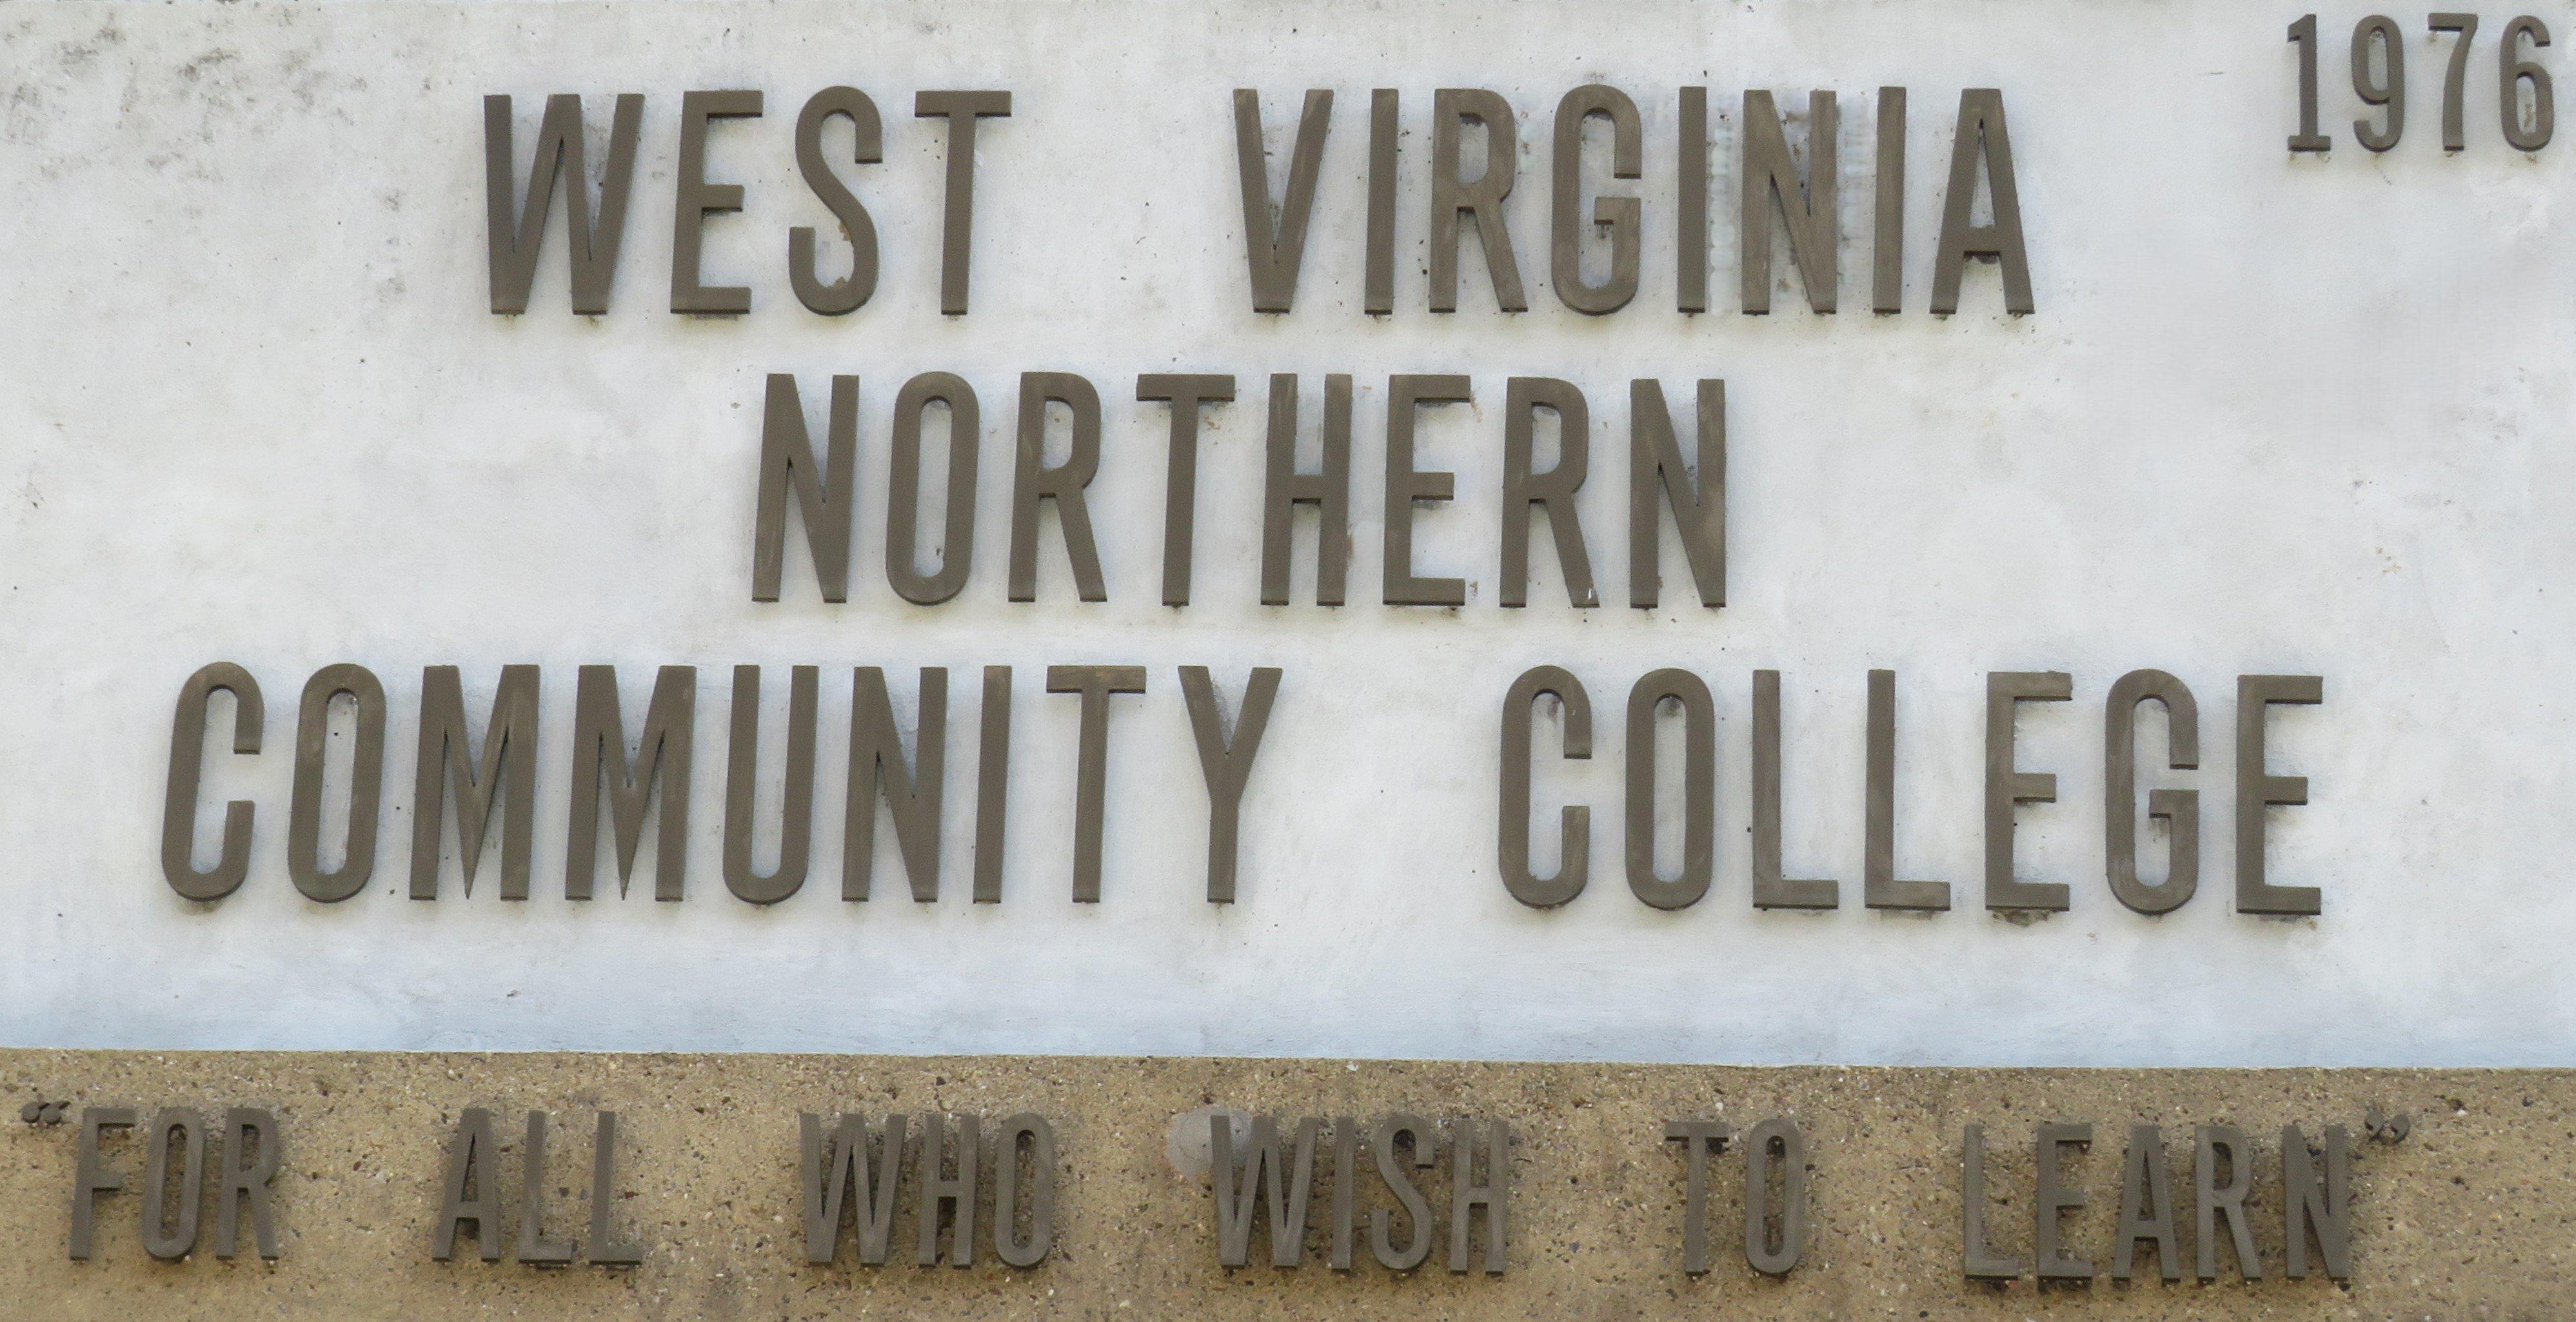 1976
WEST VIRGINIA
NORTHERN
COMMUNITY COLLEGE
“FOR ALL WHO WISH TO LEARN”